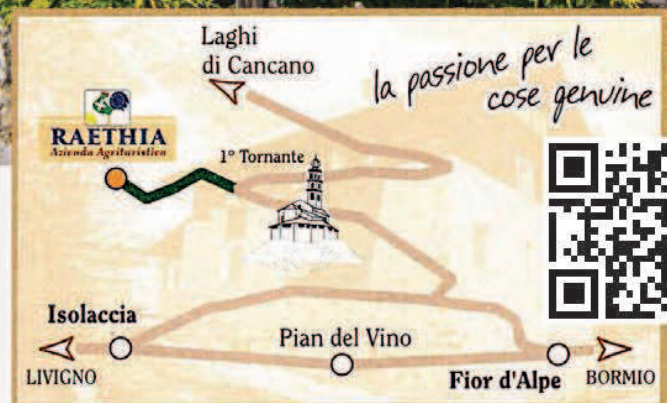 Laghi
di Cancano
la passione per le
cose genuine
RAETHIA
Azienda Agrituristica
1° Tornante
Isolaccia
Pian del Vino
LIVIGNO
Fior d'Alpe
BORMIO